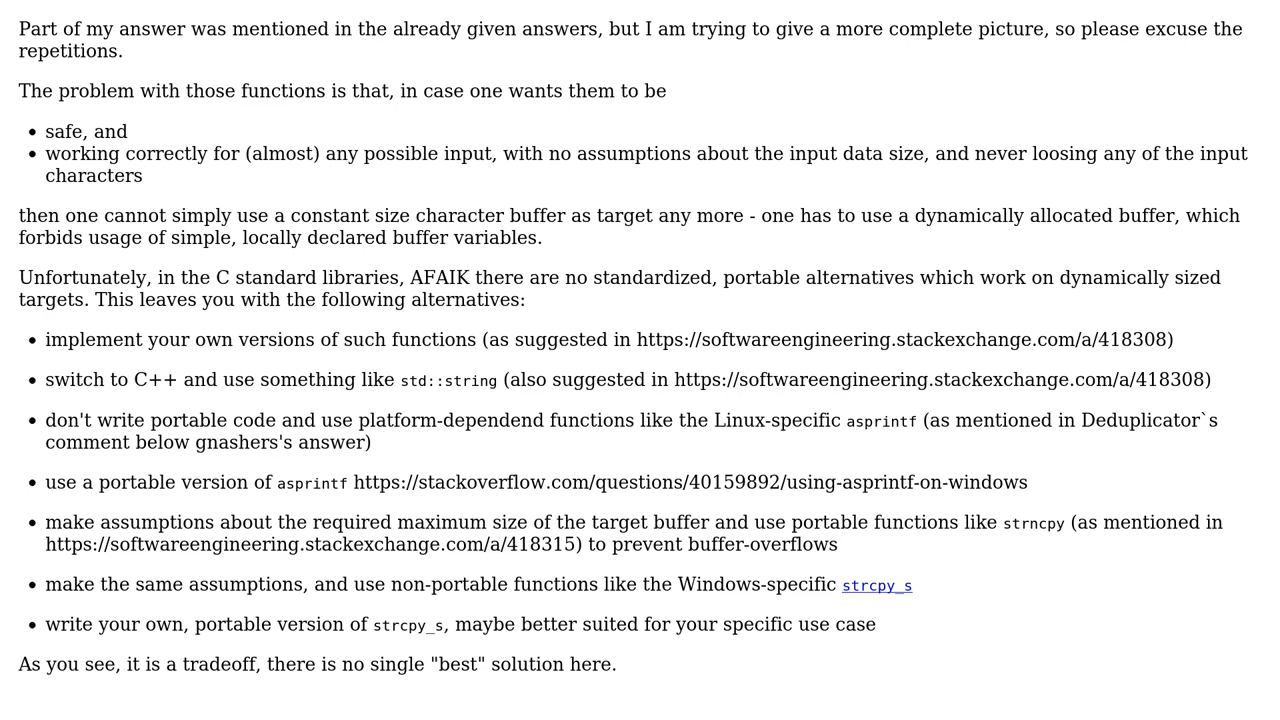 Part of my answer was mentioned in the already given answers, but I am trying to give a more complete picture, so please excuse the
repetitions.
The problem with those functions is that, in case one wants them to be
• safe, and
• working correctly for (almost) any possible input, with no assumptions about the input data size, and never loosing any of the input
characters
then one cannot simply use a constant size character buffer as target any more - one has to use a dynamically allocated buffer, which
forbids usage of simple, locally declared buffer variables.
Unfortunately, in the C standard libraries, AFAIK there are no standardized, portable alternatives which work on dynamically sized
targets. This leaves you with the following alternatives:
• implement your own versions of such functions (as suggested in https://softwareengineering.stackexchange.com/a/418308)
• switch to C++ and use something like std::string (also suggested in https://softwareengineering.stackexchange.com/a/418308)
• don't write portable code and use platform-dependend functions like the Linux-specific asprintf (as mentioned in Deduplicator`s
comment below gnashers's answer)
• use a portable version of asprintf https://stackoverflow.com/questions/40159892/using-asprintf-on-windows
• make assumptions about the required maximum size of the target buffer and use portable functions like strncpy (as mentioned in
https://softwareengineering.stackexchange.com/a/418315) to prevent buffer-overflows
• make the same assumptions, and use non-portable functions like the Windows-specific strcpy_s
• write your own, portable version of strcpy_s, maybe better suited for your specific use case
As you see, it is a tradeoff, there is no single "best" solution here.